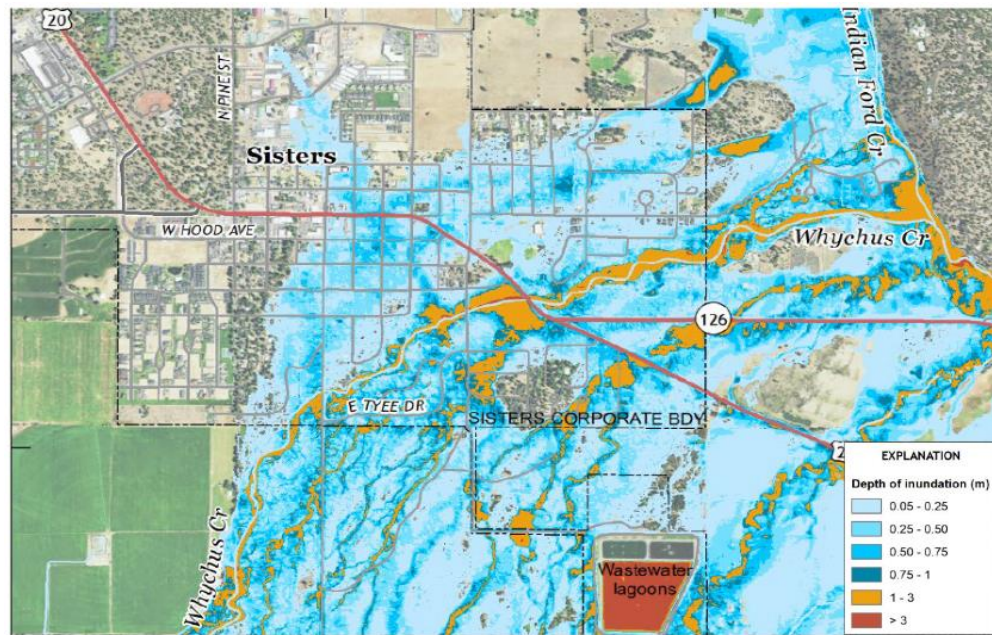 20
N PINE ST
Indian Ford Cr
Sisters
W HOOD AVE
Whychus Cr
126
E TYEE DR
SISTERS CORPORATE BDY
2
EXPLANATION
Depth of inundation (m)
0.05 - 0.25
0.25 - 0.50
0.50 - 0.75
0.75 - 1
1 - 3
> 3
Wastewater
lagoons
Whychus Cr